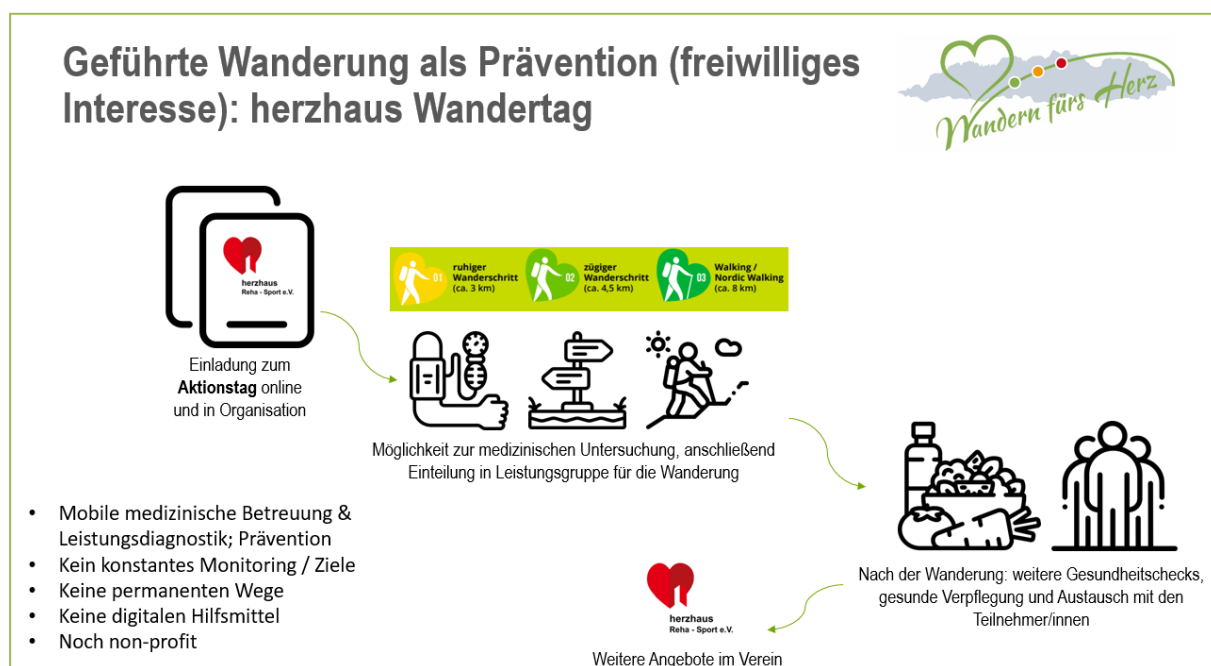 Geführte Wanderung als Prävention (freiwilliges
Interesse): herzhaus Wandertag
Wandern fürs Herz
herzhaus
Reha - Sport e.V.
Einladung zum
Aktionstag online
und in Organisation
01 ruhiger
Wanderschritt
(ca. 3 km)
02 zügiger
Wanderschritt
(ca. 4,5 km)
03 Walking /
Nordic Walking
(ca. 8 km)
Möglichkeit zur medizinischen Untersuchung, anschließend
Einteilung in Leistungsgruppe für die Wanderung
Nach der Wanderung: weitere Gesundheitschecks,
gesunde Verpflegung und Austausch mit den
Teilnehmer/innen
herzhaus
Reha - Sport e.V.
Weitere Angebote im Verein
• Mobile medizinische Betreuung &
Leistungsdiagnostik; Prävention
• Kein konstantes Monitoring / Ziele
• Keine permanenten Wege
• Keine digitalen Hilfsmittel
• Noch non-profit